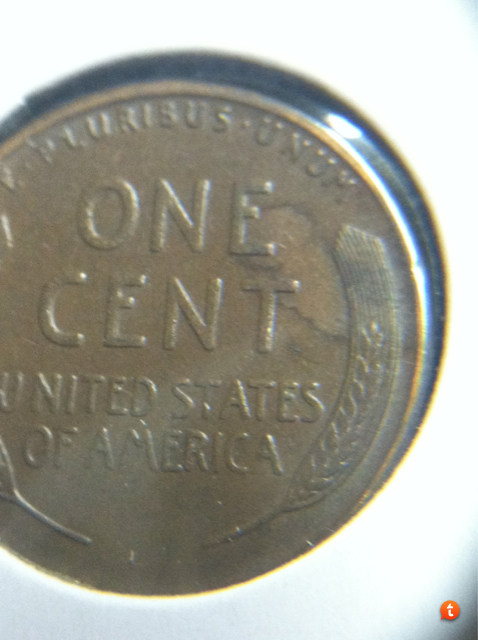 PLURIBUS · UNUM
ONE
CENT
UNITED STATES
OF AMERICA
t